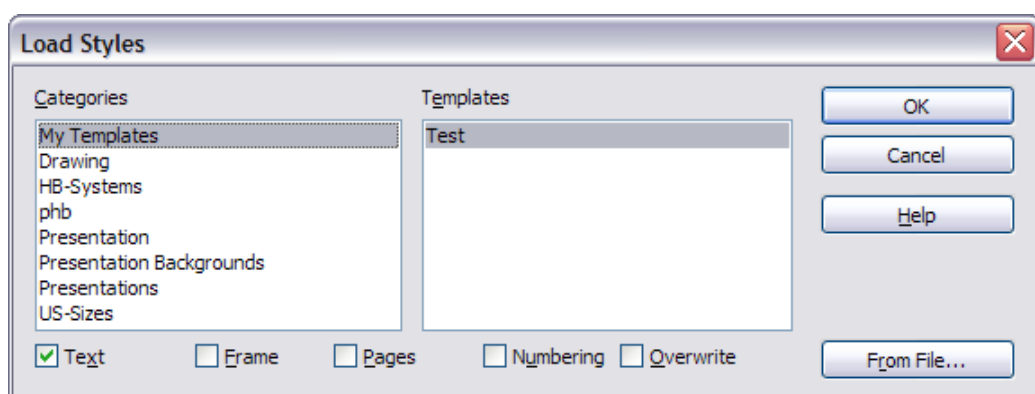 Load Styles
Categories
Templates
OK
My Templates
Test
Drawing
Cancel
HB-Systems
phb
Help
Presentation
Presentation Backgrounds
Presentations
US-Sizes
Text Frame Pages Numbering Overwrite
From File...